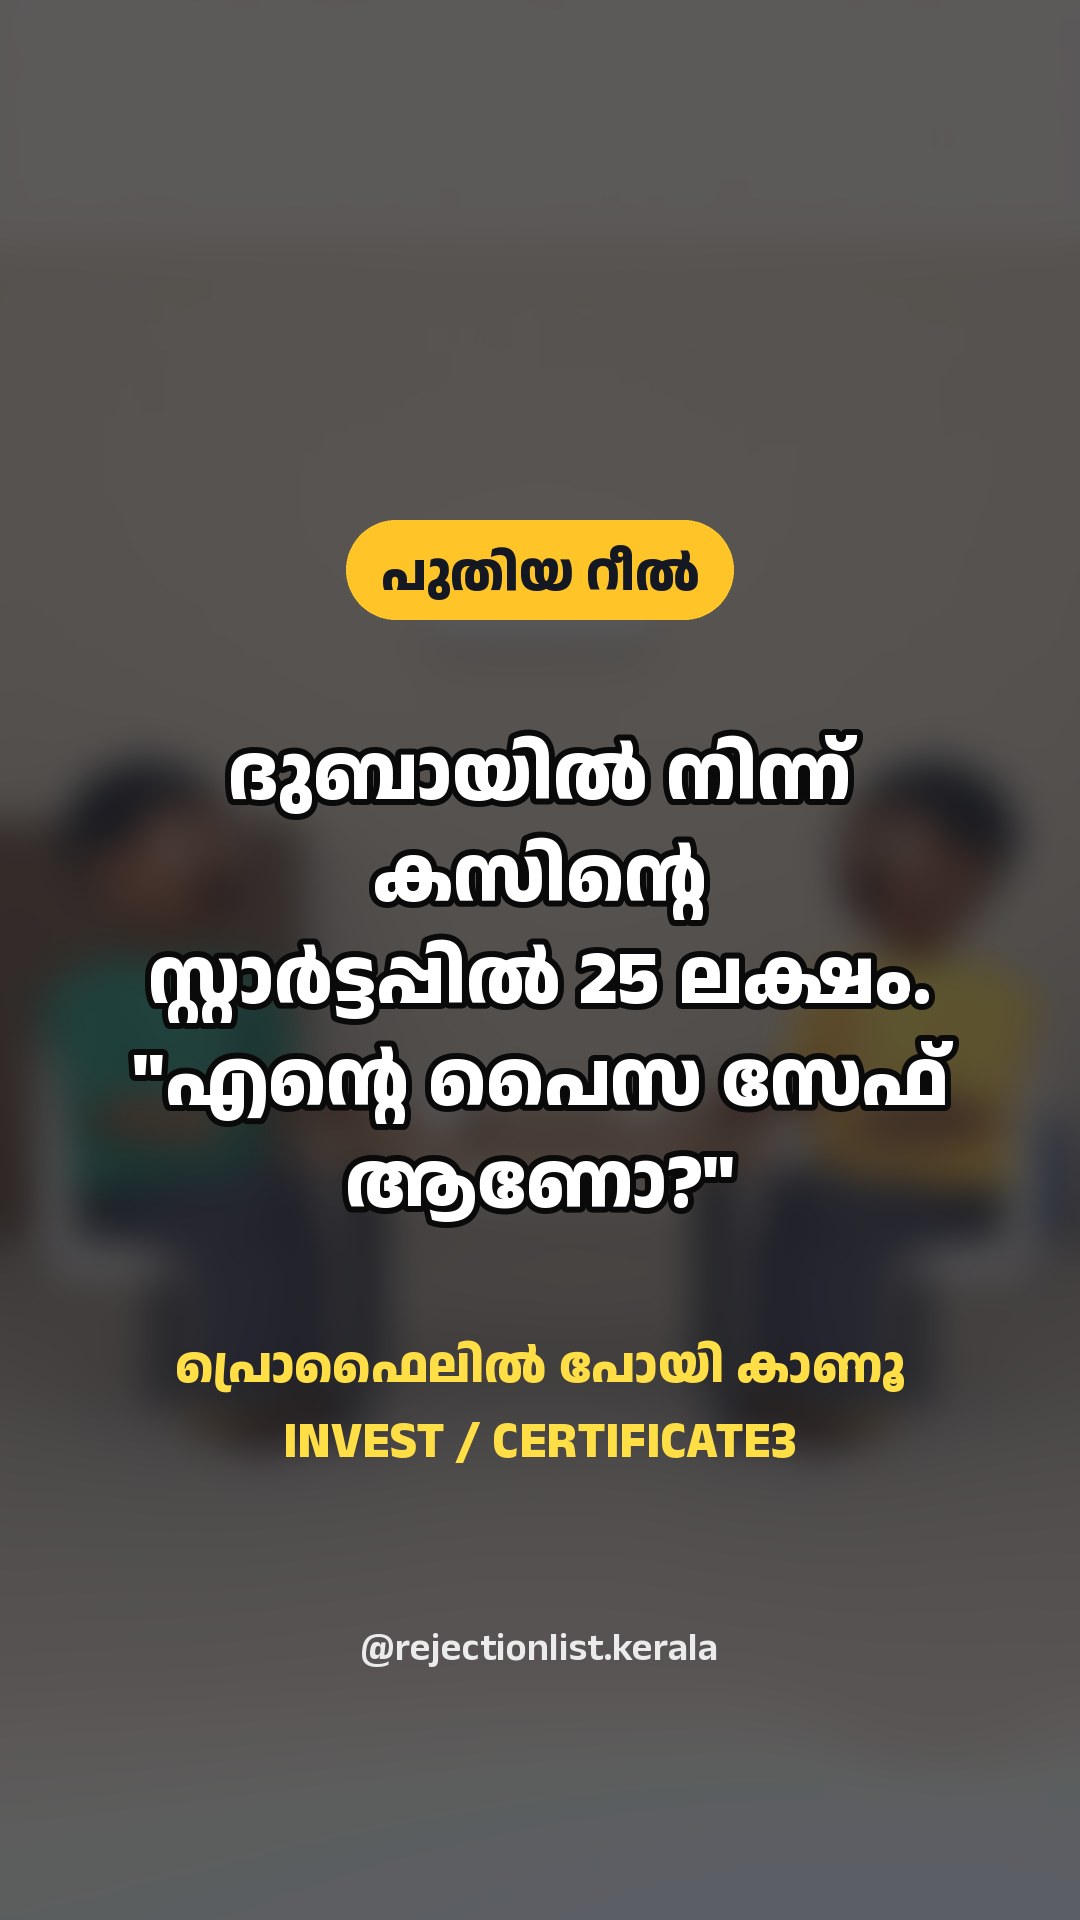 പുതിയ റീൽ
ദുബായിൽ നിന്ന്
കസിന്റെ
സ്റ്റാർട്ടപ്പിൽ 25 ലക്ഷം.
"എന്റെ പൈസ സേഫ്
ആണോ?"
പ്രൊഫൈലിൽ പോയി കാണൂ
INVEST / CERTIFICATE3
@rejectionlist.kerala